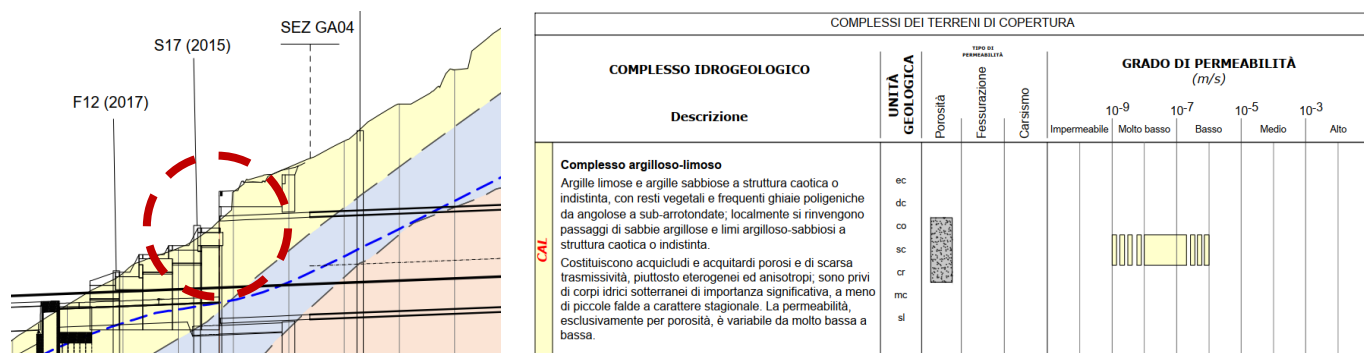 SEZ GA04
S17 (2015)
F12 (2017)
COMPLESSI DEI TERRENI DI COPERTURA
COMPLESSO IDROGEOLOGICO
Descrizione
UNITÀ
GEOLOGICA
TIPO DI
PERMEABILITÀ
Porosità
Fessurazione
Carsismo
GRADO DI PERMEABILITÀ
(m/s)
10-9 10-7 10-5 10-3
Impermeabile Molto basso Basso Medio Alto
CAL
Complesso argilloso-limoso
Argille limose e argille sabbiose a struttura caotica o
indistinta, con resti vegetali e frequenti ghiaie poligeniche
da angolose a sub-arrotondate; localmente si rinvengono
passaggi di sabbie argillose e limi argilloso-sabbiosi a
struttura caotica o indistinta.
Costituiscono acquicludi e acquitardi porosi e di scarsa
trasmissività, piuttosto eterogenei ed anisotropi; sono privi
di corpi idrici sotterranei di importanza significativa, a meno
di piccole falde a carattere stagionale. La permeabilità,
esclusivamente per porosità, è variabile da molto bassa a
bassa.
ec
dc
co
sc
cr
mc
sl